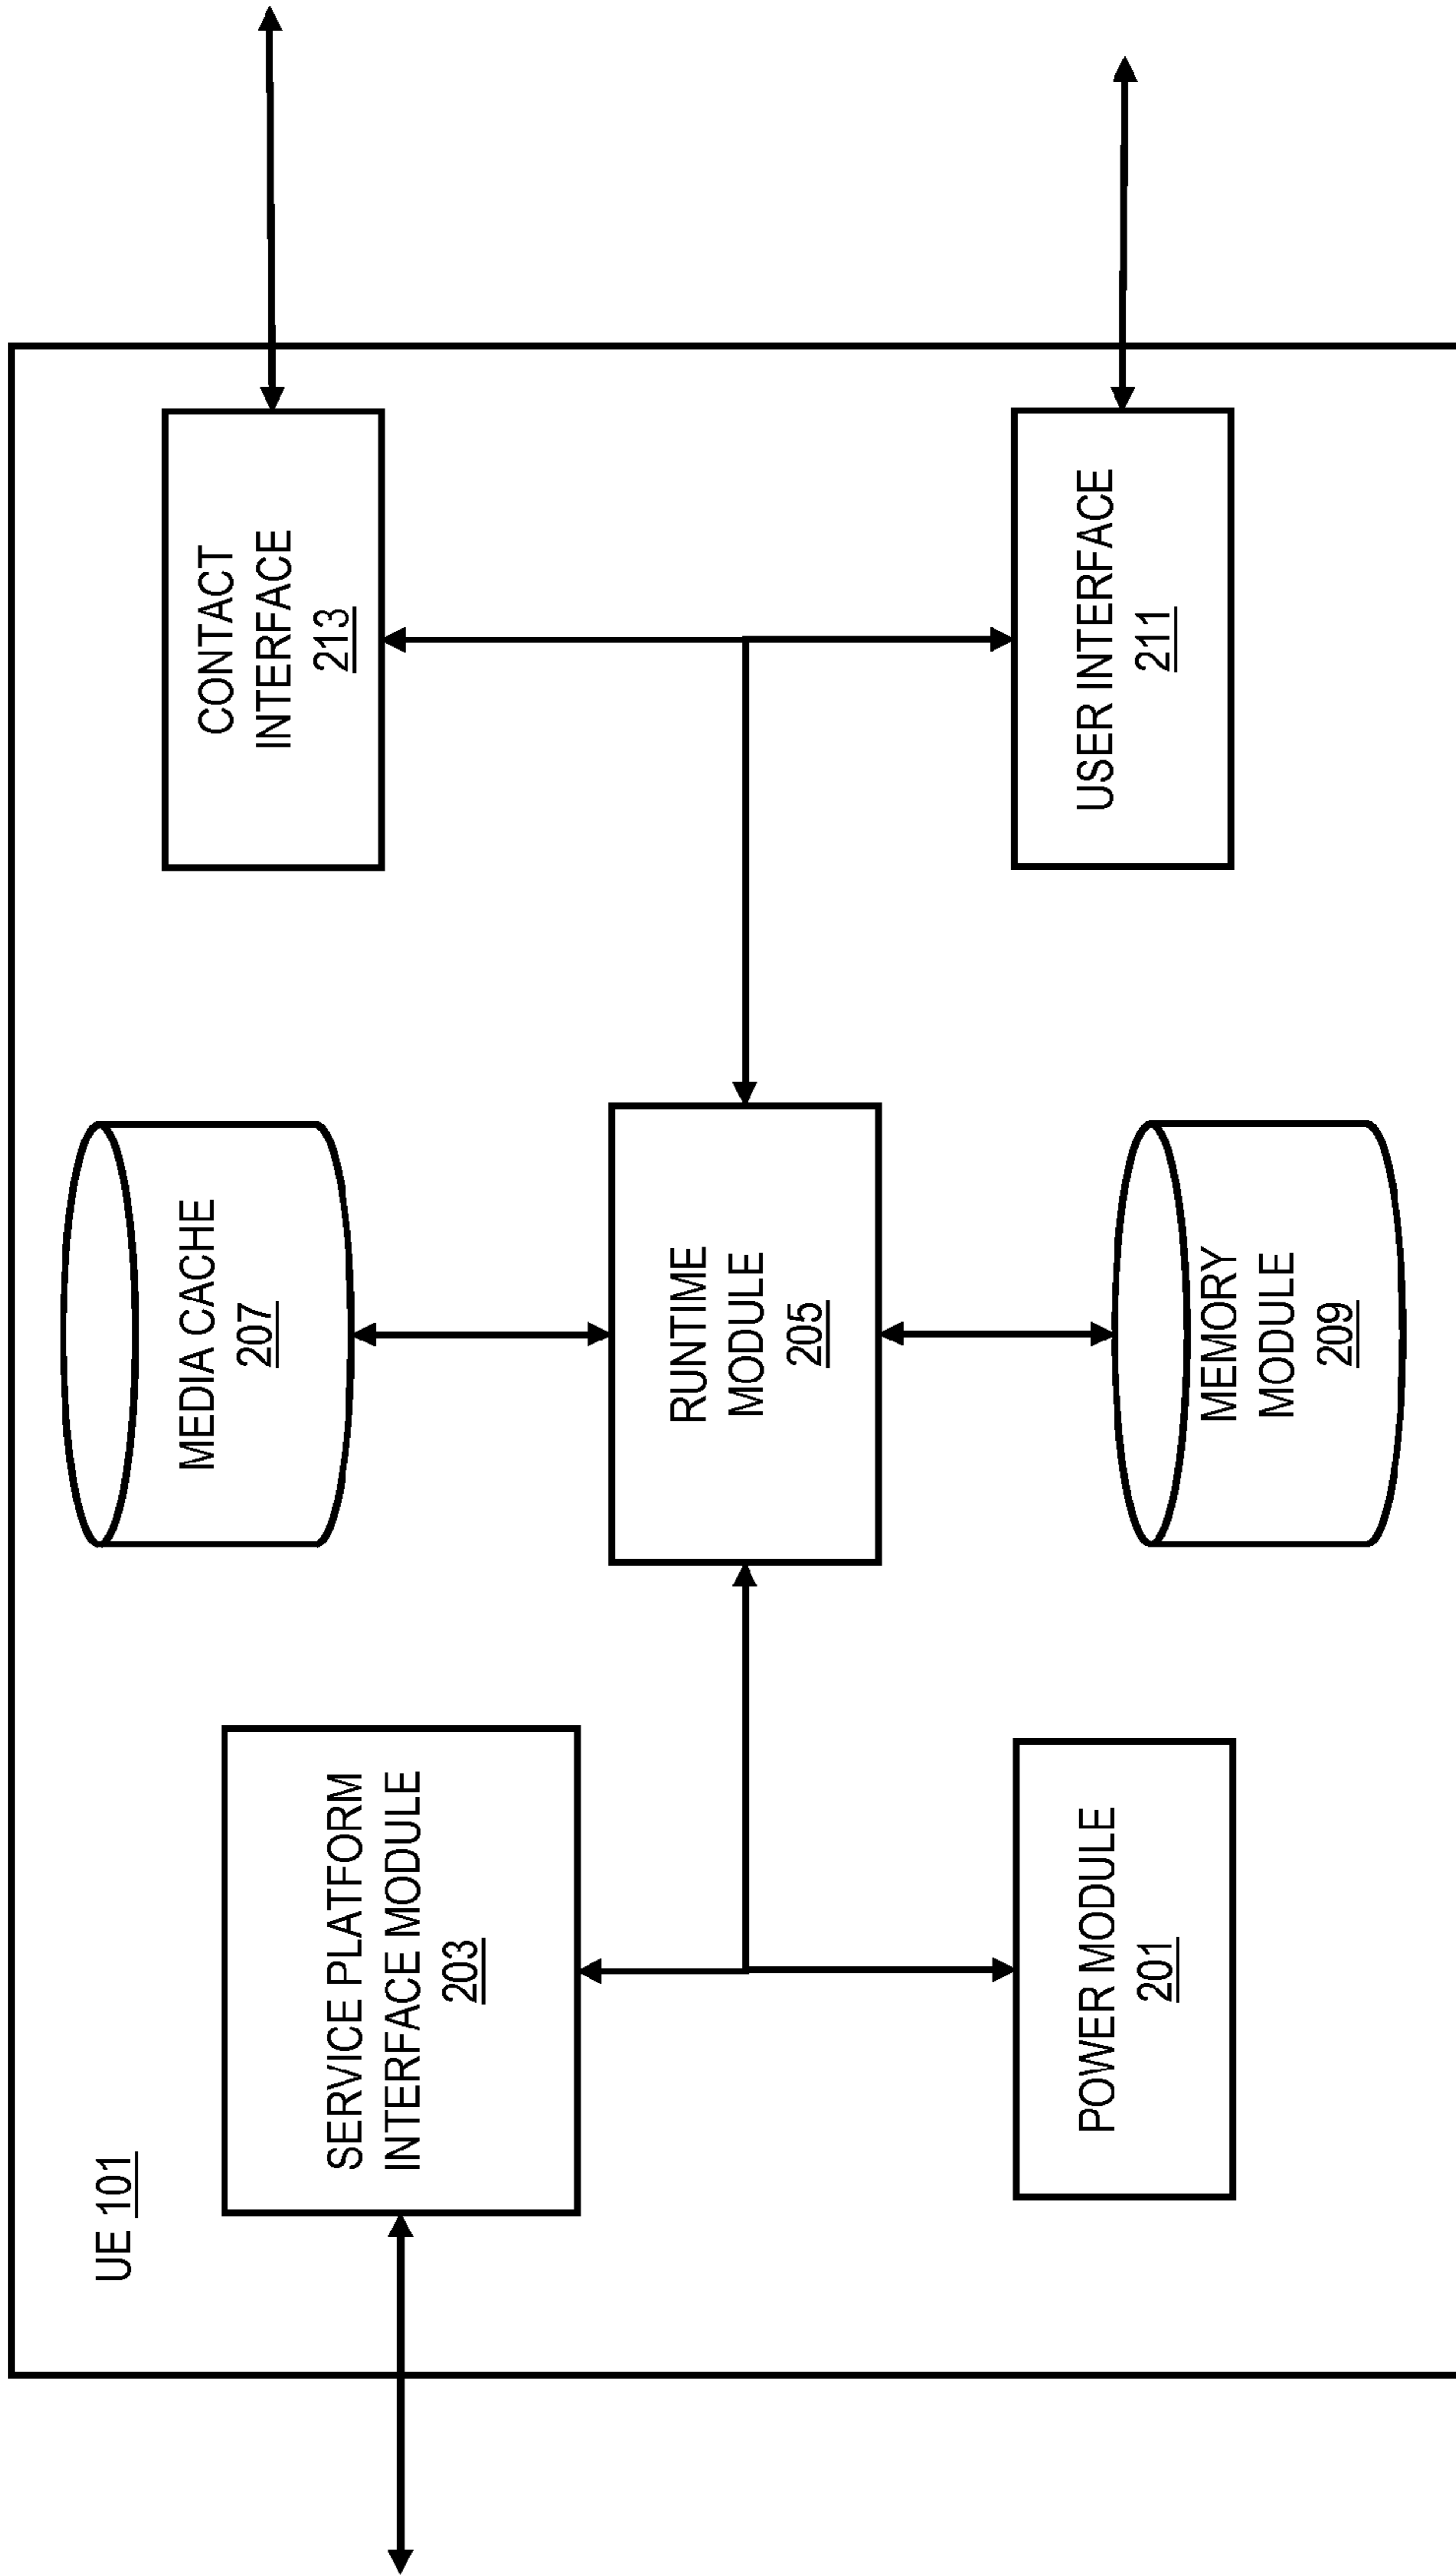 UE 101
SERVICE PLATFORM
INTERFACE MODULE
203
MEDIA CACHE
207
CONTACT
INTERFACE
213
RUNTIME
MODULE
205
POWER MODULE
201
MEMORY
MODULE
209
USER INTERFACE
211